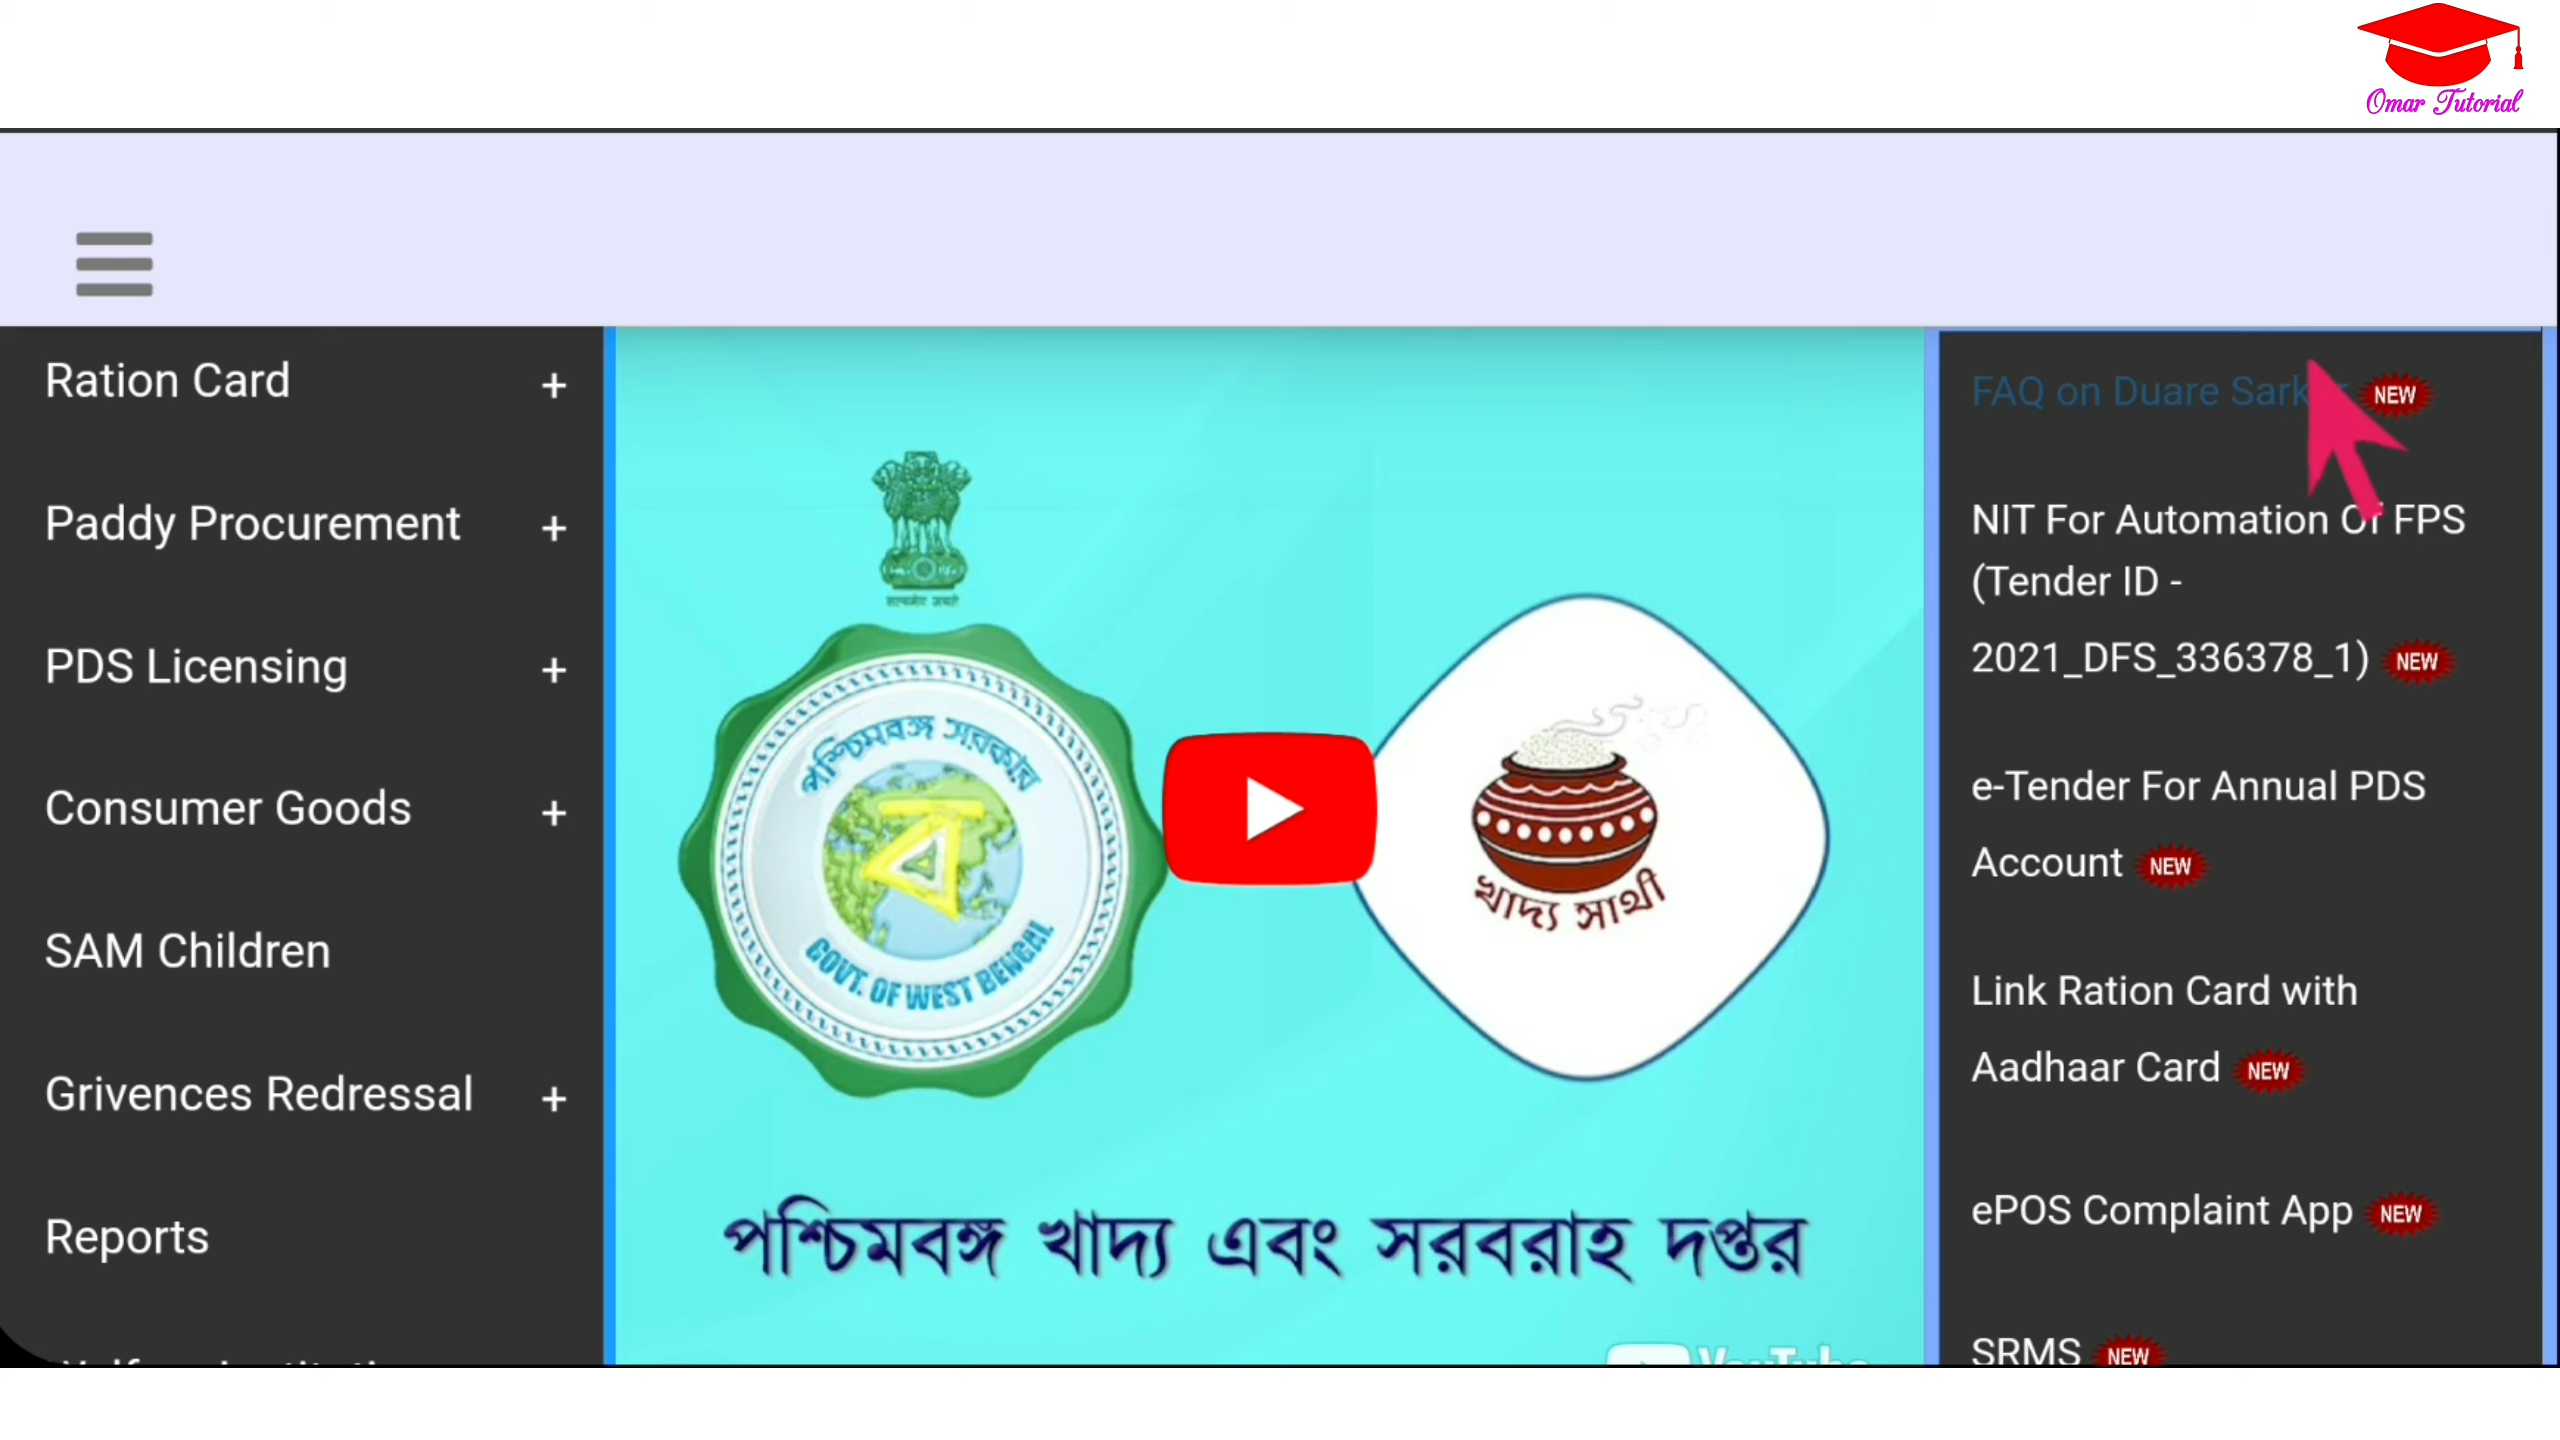 Omar Tutorial
Ration Card +
Paddy Procurement +
PDS Licensing +
Consumer Goods +
SAM Children
Grivences Redressal +
Reports
পশ্চিমবঙ্গ সরকার
GOVT. OF WEST BENGAL
খাদ্য সাথী
পশ্চিমবঙ্গ খাদ্য এবং সরবরাহ দপ্তর
YouTube
FAQ on Duare NEW
NIT For Automation Of FPS
(Tender ID -
2021_DFS_336378_1) NEW
e-Tender For Annual PDS
Account NEW
Link Ration Card with
Aadhaar Card NEW
ePOS Complaint App NEW
SRMS NEW